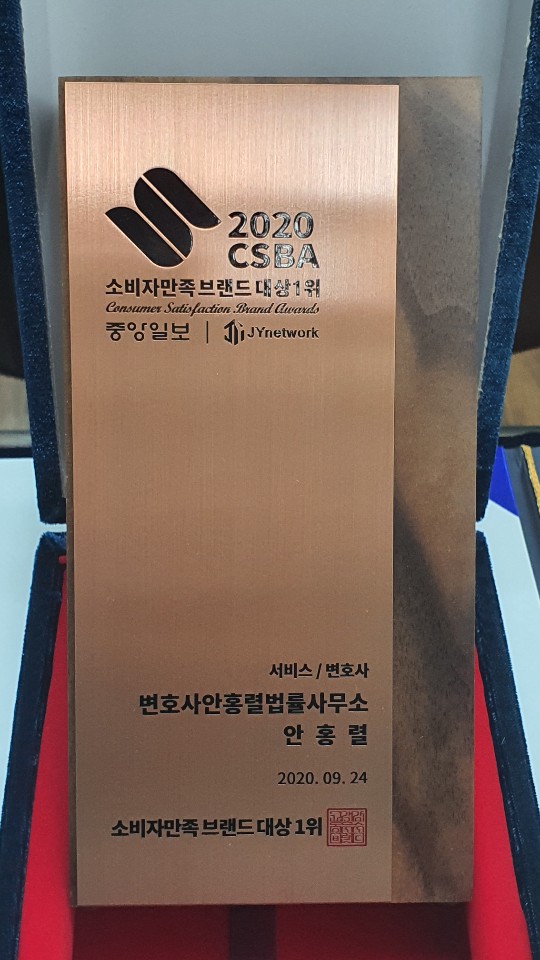 2020
CSBA
소비자만족 브랜드 대상 1위
Consumer Satisfaction Brand Awards
중앙일보 | JYnetwork
서비스 / 변호사
변호사안홍렬법률사무소
안 홍 렬
2020. 09. 24
소비자만족 브랜드 대상 1위